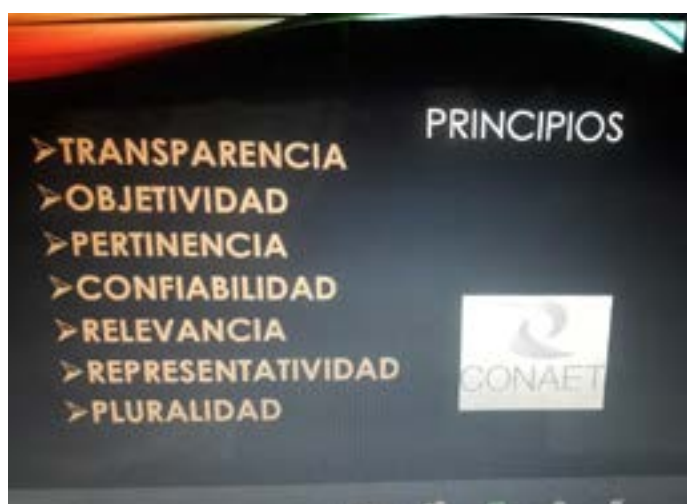 PRINCIPIOS
➢TRANSPARENCIA
➢OBJETIVIDAD
➢PERTINENCIA
➢CONFIABILIDAD
➢RELEVANCIA
➢REPRESENTATIVIDAD
➢PLURALIDAD
CONAET